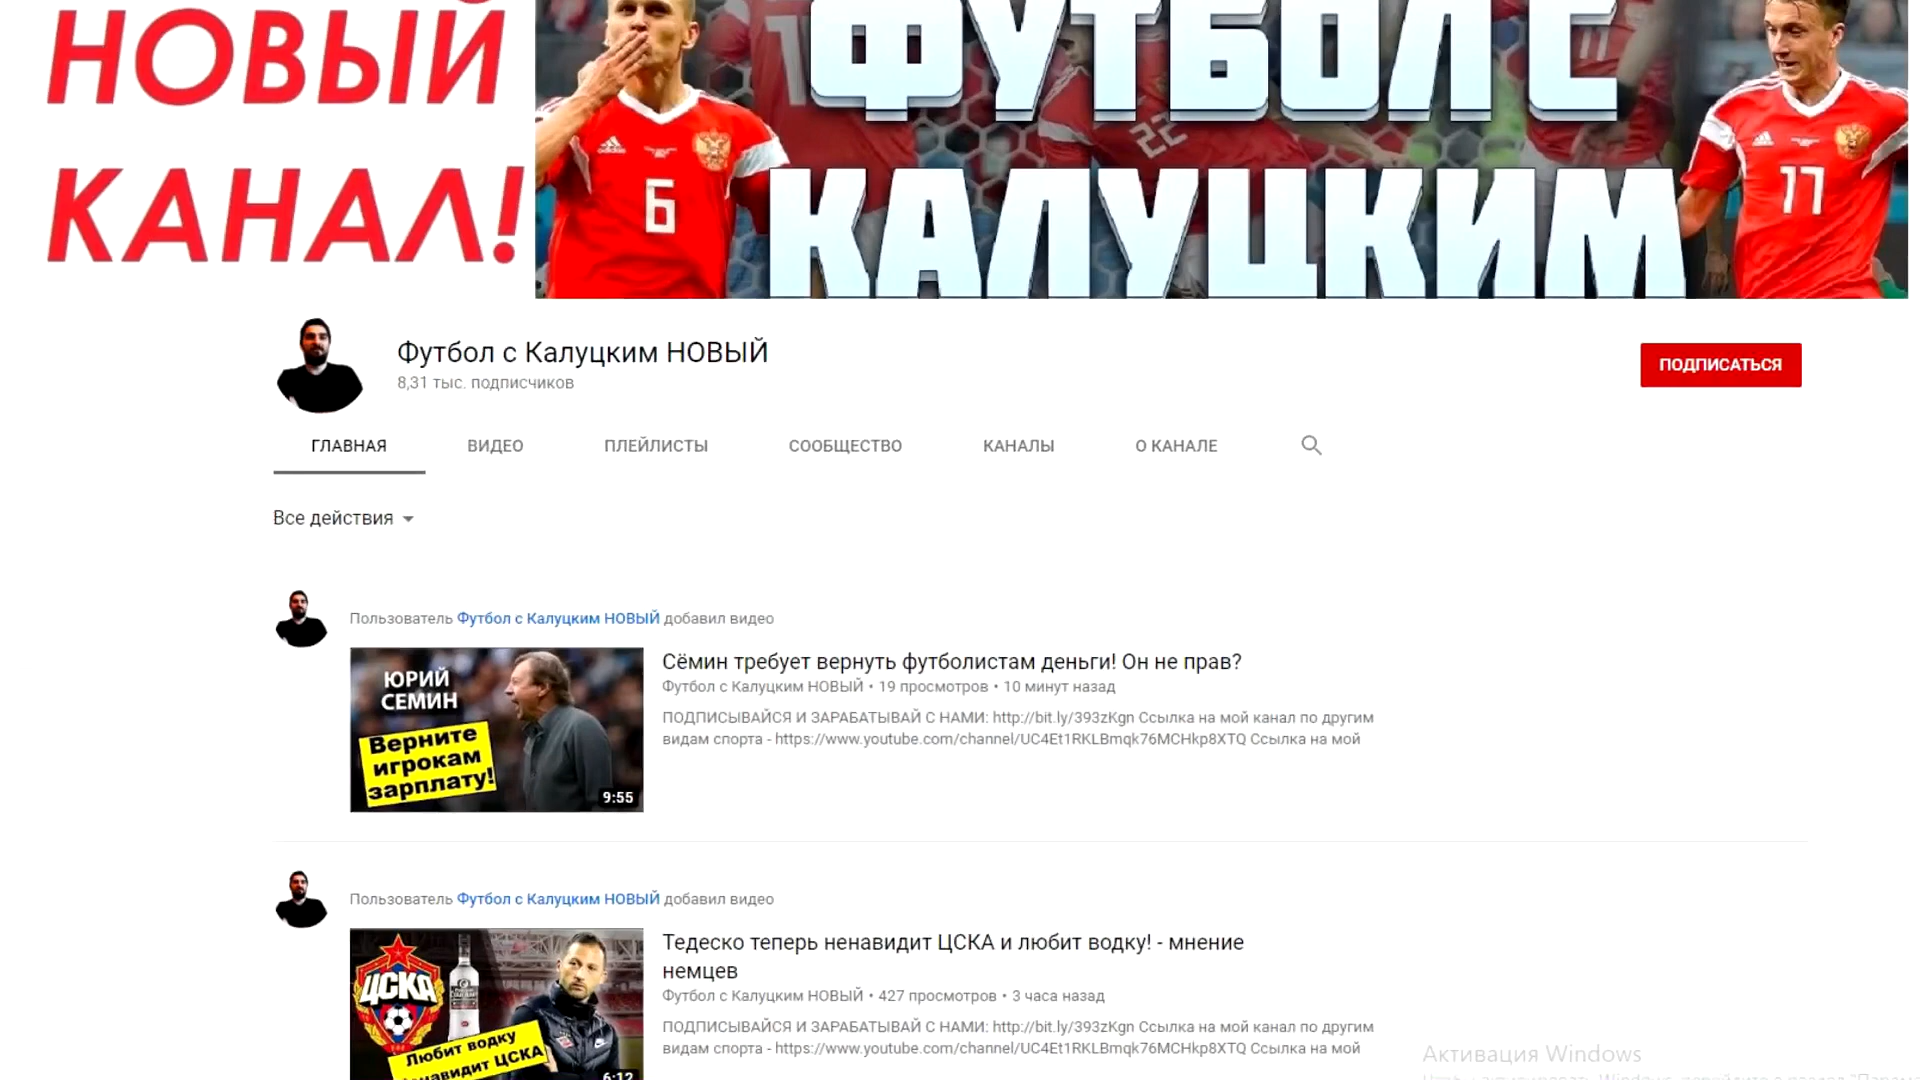 НОВЫЙ
КАНАЛ!
ФУТБОЛ С
КАЛУЦКИМ
11
22
adidas
6
17
Футбол с Калуцким НОВЫЙ
8,31 тыс. подписчиков
ПОДПИСАТЬСЯ
ГЛАВНАЯ
ВИДЕО
ПЛЕЙЛИСТЫ
СООБЩЕСТВО
КАНАЛЫ
О КАНАЛЕ
Все действия
Пользователь Футбол с Калуцким НОВЫЙ добавил видео
ЮРИЙ
СЕМИН
Верните
игрокам
зарплату!
9:55
Сёмин требует вернуть футболистам деньги! Он не прав?
Футбол с Калуцким НОВЫЙ • 19 просмотров • 10 минут назад
ПОДПИСЫВАЙСЯ И ЗАРАБАТЫВАЙ С НАМИ: http://bit.ly/393zKgn Ссылка на мой канал по другим
видам спорта - https://www.youtube.com/channel/UC4Et1RKLBmqk76MCHkp8XTQ Ссылка на мой
Пользователь Футбол с Калуцким НОВЫЙ добавил видео
ЦСКА
Любит водку
ненавидит ЦСКА
6:12
Тедеско теперь ненавидит ЦСКА и любит водку! - мнение
немцев
Футбол с Калуцким НОВЫЙ • 427 просмотров • 3 часа назад
ПОДПИСЫВАЙСЯ И ЗАРАБАТЫВАЙ С НАМИ: http://bit.ly/393zKgn Ссылка на мой канал по другим
видам спорта - https://www.youtube.com/channel/UC4Et1RKLBmqk76MCHkp8XTQ Ссылка на мой
Активация Windows